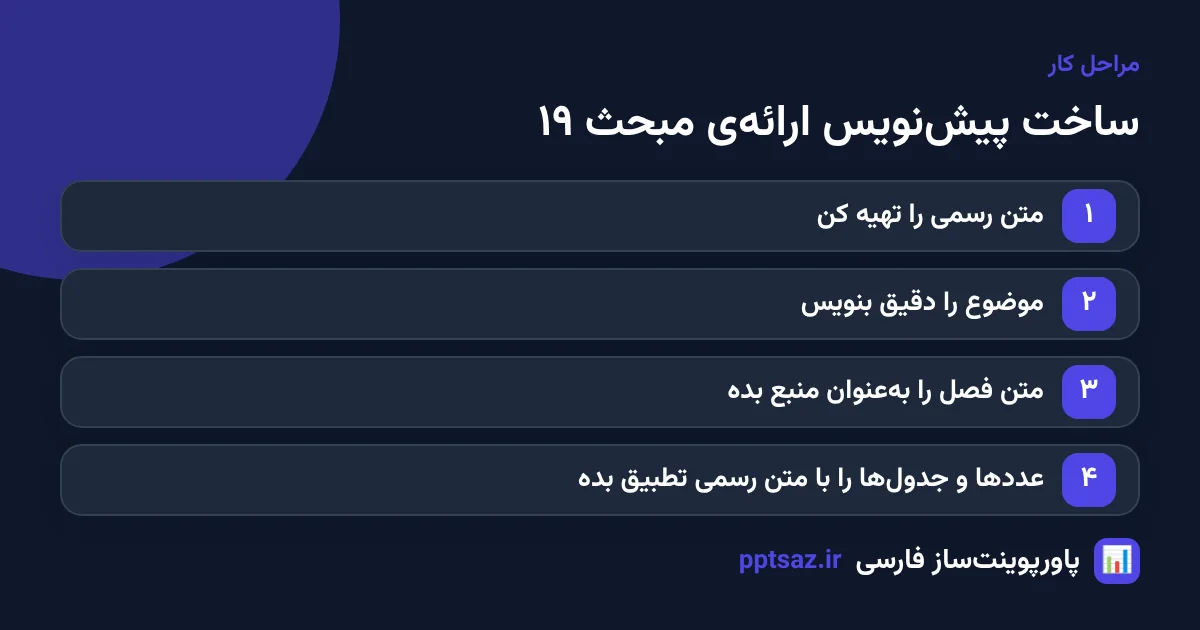 مراحل کار
ساخت پیش‌نویس ارائه‌ی مبحث ۱۹
۱ متن رسمی را تهیه کن
۲ موضوع را دقیق بنویس
۳ متن فصل را به‌عنوان منبع بده
۴ عددها و جدول‌ها را با متن رسمی تطبیق بده
پاورپوینت‌ساز فارسی pptsaz.ir